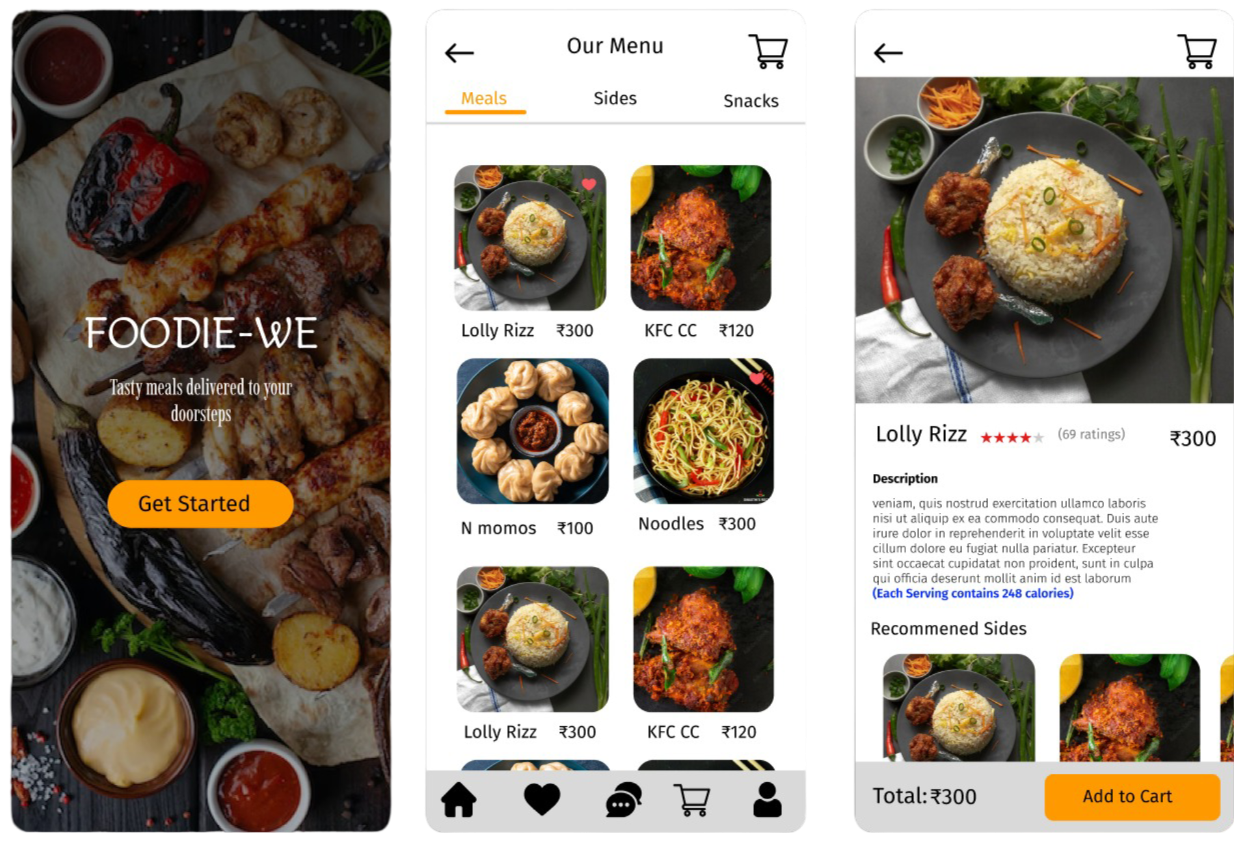 FOODIE-WE
Tasty meals delivered to your
doorsteps
Get Started
Our Menu
Meals Sides Snacks
Lolly Rizz ₹300 KFC CC ₹120
N momos ₹100 Noodles ₹300
Lolly Rizz ₹300 KFC CC ₹120
Lolly Rizz (69 ratings) ₹300
Description
veniam, quis nostrud exercitation ullamco laboris
nisi ut aliquip ex ea commodo consequat. Duis aute
irure dolor in reprehenderit in voluptate velit esse
cillum dolore eu fugiat nulla pariatur. Excepteur
sint occaecat cupidatat non proident, sunt in culpa
qui officia deserunt mollit anim id est laborum
(Each Serving contains 248 calories)
Recommened Sides
Total: ₹300 Add to Cart